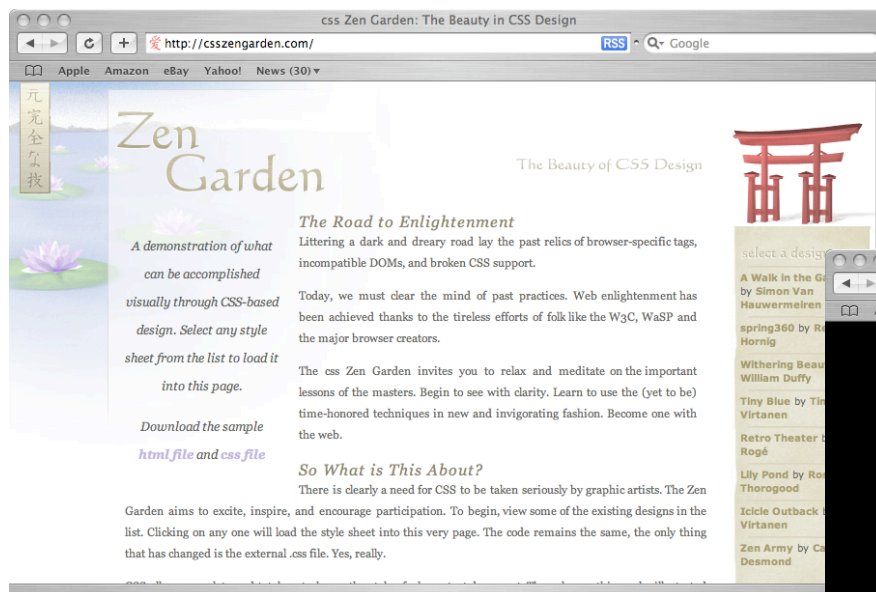 css Zen Garden: The Beauty in CSS Design
http://csszengarden.com/
RSS
Google
Apple Amazon eBay Yahoo! News (30)
元
完
全
な
技
Zen
Garden
The Beauty of CSS Design
A demonstration of what
can be accomplished
visually through CSS-based
design. Select any style
sheet from the list to load it
into this page.
Download the sample
html file and css file
The Road to Enlightenment
Littering a dark and dreary road lay the past relics of browser-specific tags,
incompatible DOMs, and broken CSS support.
Today, we must clear the mind of past practices. Web enlightenment has
been achieved thanks to the tireless efforts of folk like the W3C, WaSP and
the major browser creators.
The css Zen Garden invites you to relax and meditate on the important
lessons of the masters. Begin to see with clarity. Learn to use the (yet to be)
time-honored techniques in new and invigorating fashion. Become one with
the web.
So What is This About?
There is clearly a need for CSS to be taken seriously by graphic artists. The Zen
Garden aims to excite, inspire, and encourage participation. To begin, view some of the existing designs in the
list. Clicking on any one will load the style sheet into this very page. The code remains the same, the only thing
that has changed is the external .css file. Yes, really.
select a design
A Walk in the
by Simon Van
Hauwermeiren
spring360 by
Hornig
Withering
William Duffy
Tiny Blue by
Virtanen
Retro Theater
Rogé
Lily Pond by
Thorogood
Icicle Outback
Virtanen
Zen Army by
Desmond